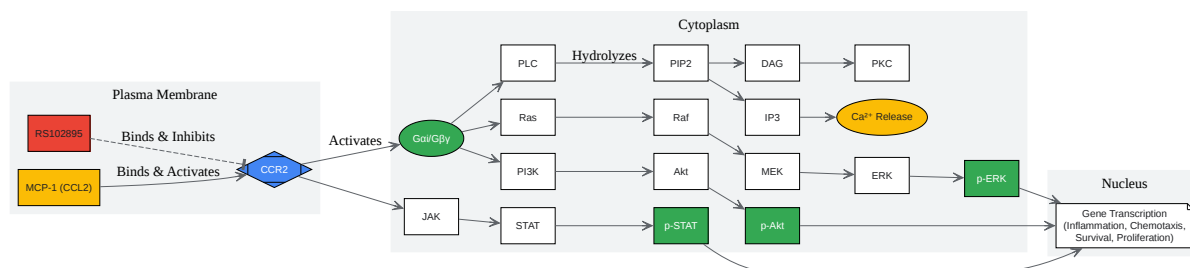 Cytoplasm
PLC
Hydrolyzes
PIP2
DAG
PKC
Plasma Membrane
RS102895
Binds & Inhibits
MCP-1 (CCL2)
Binds & Activates
CCR2
Activates
Gαi/Gβγ
Ras
Raf
IP3
Ca²⁺ Release
PI3K
Akt
MEK
ERK
p-ERK
JAK
STAT
p-STAT
p-Akt
Nucleus
Gene Transcription
(Inflammation, Chemotaxis,
Survival, Proliferation)